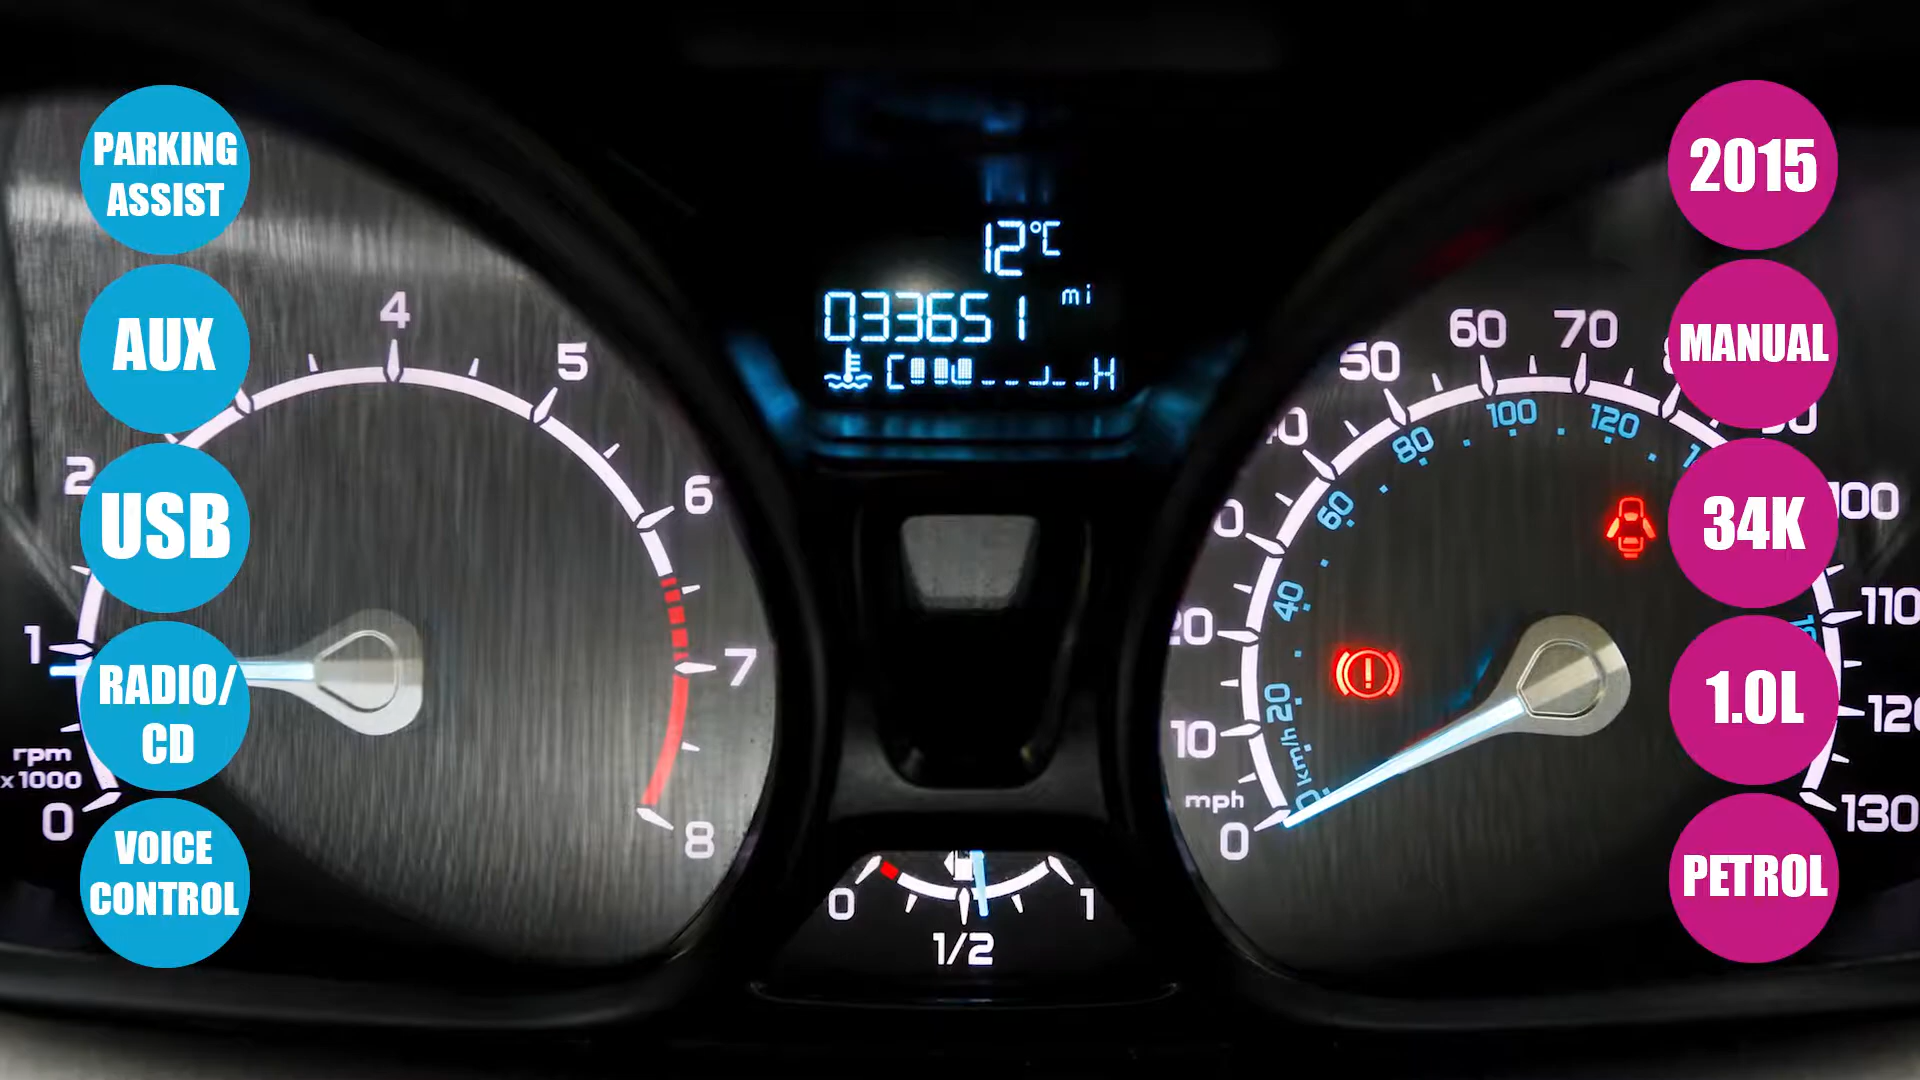 PARKING
ASSIST
AUX
USB
RADIO/
CD
VOICE
CONTROL
2
1
rpm
x1000
0
4
5
6
7
8
12°C
033651 mi
C H
0 1
1/2
50
60
70
100
110
130
20
10
mph
0
20
40
60
80
100
120
km/h
2015
MANUAL
34K
1.0L
PETROL